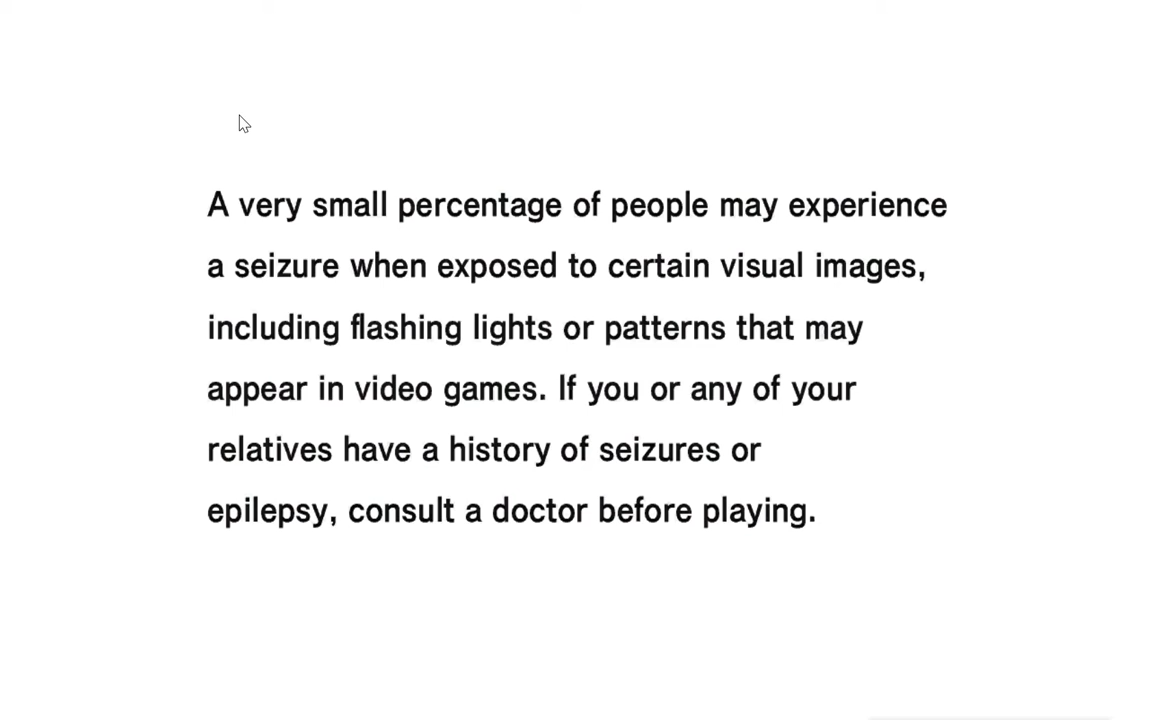 A very small percentage of people may experience
a seizure when exposed to certain visual images,
including flashing lights or patterns that may
appear in video games. If you or any of your
relatives have a history of seizures or
epilepsy, consult a doctor before playing.